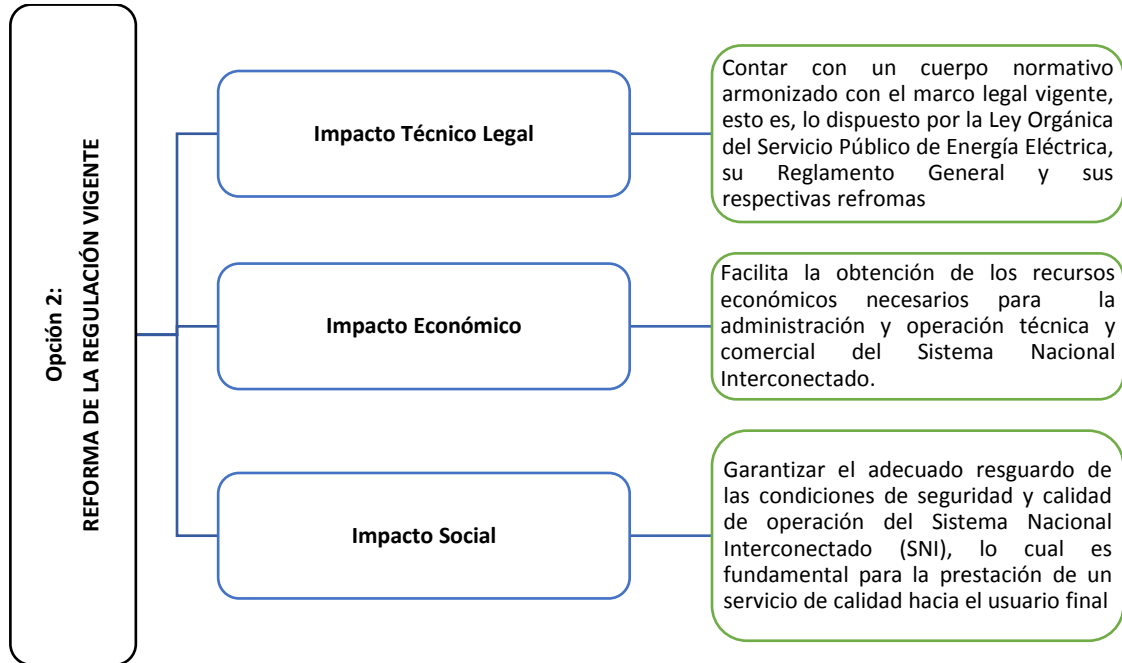 Opción 2:
REFORMA DE LA REGULACIÓN VIGENTE
Impacto Técnico Legal
Contar con un cuerpo normativo
armonizado con el marco legal vigente,
esto es, lo dispuesto por la Ley Orgánica
del Servicio Público de Energía Eléctrica,
su Reglamento General y sus
respectivas refromas
Impacto Económico
Facilita la obtención de los recursos
económicos necesarios para la
administración y operación técnica y
comercial del Sistema Nacional
Interconectado.
Impacto Social
Garantizar el adecuado resguardo de
las condiciones de seguridad y calidad
de operación del Sistema Nacional
Interconectado (SNI), lo cual es
fundamental para la prestación de un
servicio de calidad hacia el usuario final